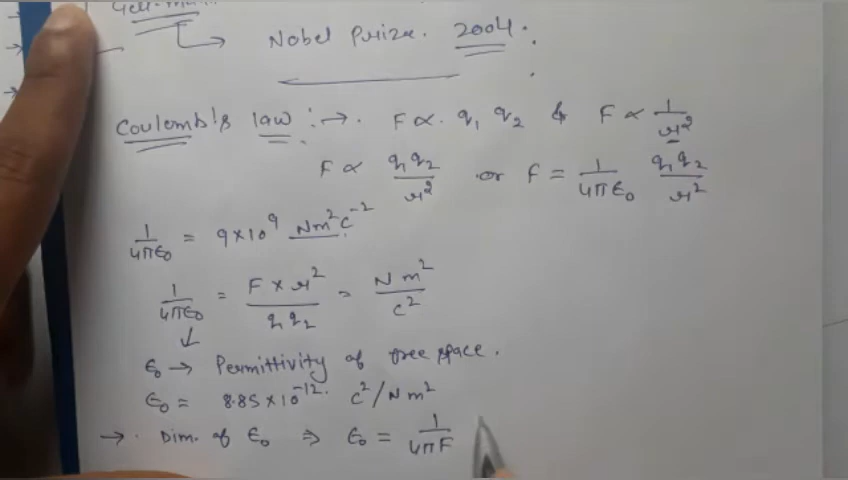 Nobel Prize. 2004.
Coulomb's law :→. F ∝ q₁ q₂ & F ∝ 1/r²
F ∝ q₁q₂/r² or F = 1/4πϵ₀ q₁q₂/r²
1/4πϵ₀ = 9×10⁹ Nm²C⁻²
1/4πϵ₀ = F × r²/q₁q₂ = N m²/C²
ϵ₀ → Permittivity of free space.
ϵ₀ = 8.85×10⁻¹² C²/Nm²
→ Dim. of ϵ₀ ⇒ ϵ₀ = 1/4πF